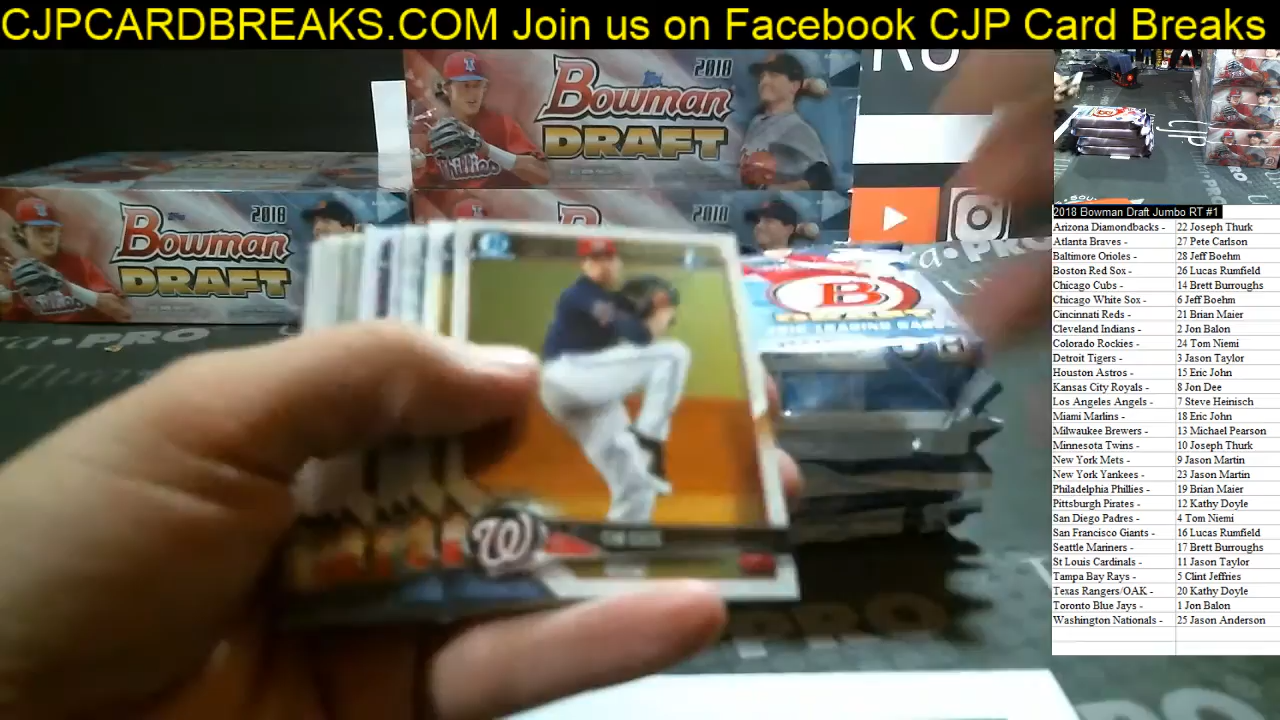 CJPCARDBREAKS.COM Join us on Facebook CJP Card Breaks
2018
Bowman
DRAFT
Phillies
2018
Bowman
DRAFT
2018
B
W
2018 Bowman Draft Jumbo RT #1
Arizona Diamondbacks - 22 Joseph Thurk
Atlanta Braves - 27 Pete Carlson
Baltimore Orioles - 28 Jeff Boehm
Boston Red Sox - 26 Lucas Rumfield
Chicago Cubs - 14 Brett Burroughs
Chicago White Sox - 6 Jeff Boehm
Cincinnati Reds - 21 Brian Maier
Cleveland Indians - 2 Jon Balon
Colorado Rockies - 24 Tom Niemi
Detroit Tigers - 3 Jason Taylor
Houston Astros - 15 Eric John
Kansas City Royals - 8 Jon Dee
Los Angeles Angels - 7 Steve Heinisch
Miami Marlins - 18 Eric John
Milwaukee Brewers - 13 Michael Pearson
Minnesota Twins - 10 Joseph Thurk
New York Mets - 9 Jason Martin
New York Yankees - 23 Jason Martin
Philadelphia Phillies - 19 Brian Maier
Pittsburgh Pirates - 12 Kathy Doyle
San Diego Padres - 4 Tom Niemi
San Francisco Giants - 16 Lucas Rumfield
Seattle Mariners - 17 Brett Burroughs
St Louis Cardinals - 11 Jason Taylor
Tampa Bay Rays - 5 Clint Jeffries
Texas Rangers/OAK - 20 Kathy Doyle
Toronto Blue Jays - 1 Jon Balon
Washington Nationals - 25 Jason Anderson